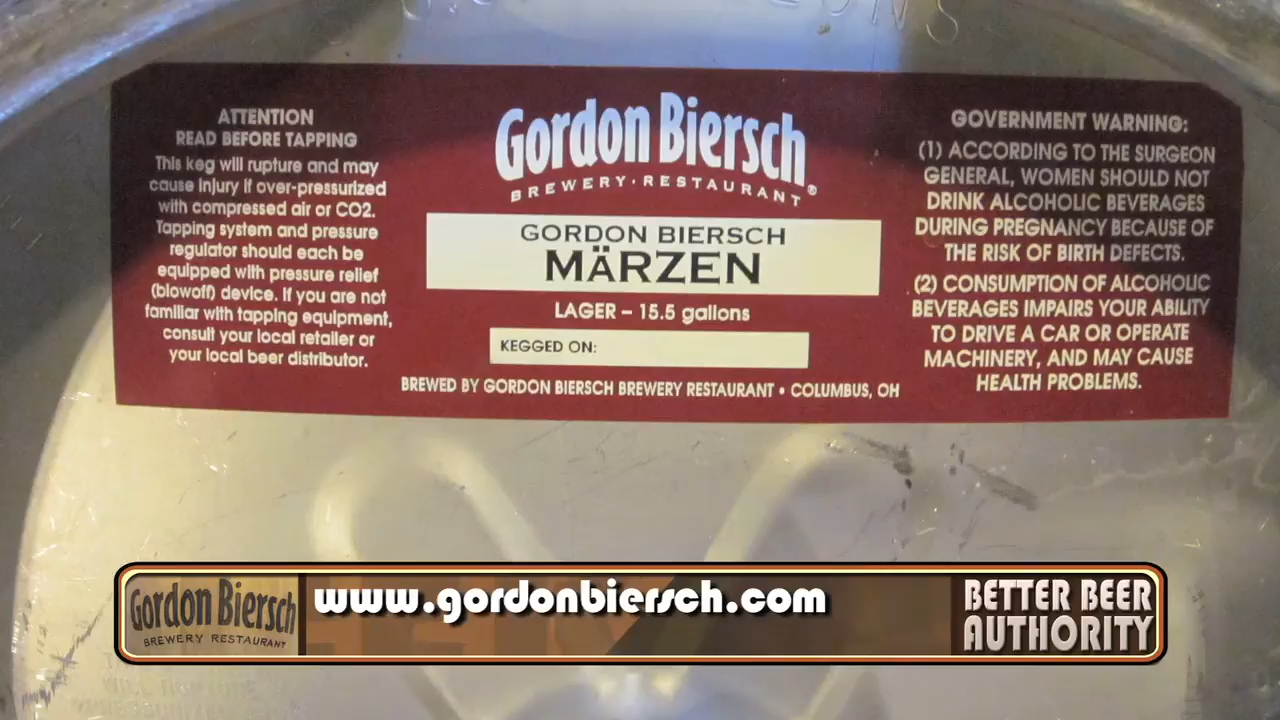 ATTENTION
READ BEFORE TAPPING
This keg will rupture and may
cause injury if over-pressurized
with compressed air or CO2.
Tapping system and pressure
regulator should each be
equipped with pressure relief
(blowoff) device. If you are not
familiar with tapping equipment,
consult your local retailer or
your local beer distributor.
Gordon Biersch
BREWERY·RESTAURANT®
GORDON BIERSCH
MÄRZEN
LAGER – 15.5 gallons
KEGGED ON:
BREWED BY GORDON BIERSCH BREWERY RESTAURANT • COLUMBUS, OH
GOVERNMENT WARNING:
(1) ACCORDING TO THE SURGEON
GENERAL, WOMEN SHOULD NOT
DRINK ALCOHOLIC BEVERAGES
DURING PREGNANCY BECAUSE OF
THE RISK OF BIRTH DEFECTS.
(2) CONSUMPTION OF ALCOHOLIC
BEVERAGES IMPAIRS YOUR ABILITY
TO DRIVE A CAR OR OPERATE
MACHINERY, AND MAY CAUSE
HEALTH PROBLEMS.
Gordon Biersch
BREWERY RESTAURANT
www.gordonbiersch.com
BETTER BEER
AUTHORITY